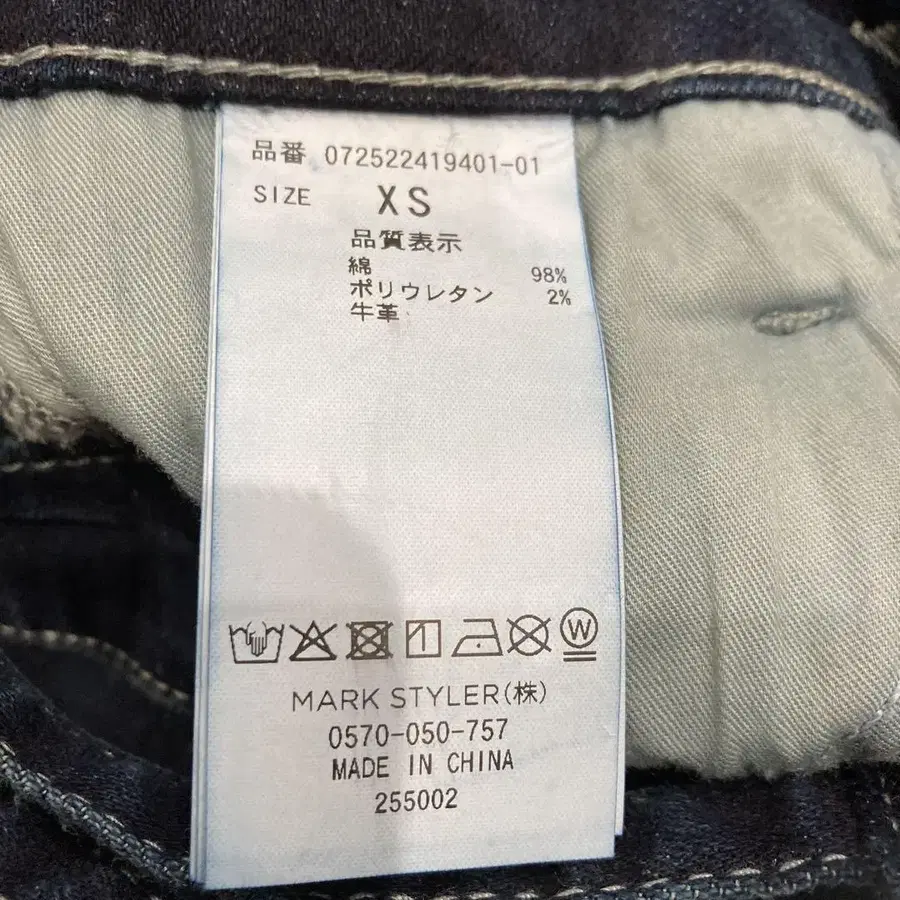 品番 072522419401-01
SIZE XS
品質表示
綿 98%
ポリウレタン 2%
牛革
W
MARK STYLER(株)
0570-050-757
MADE IN CHINA
255002